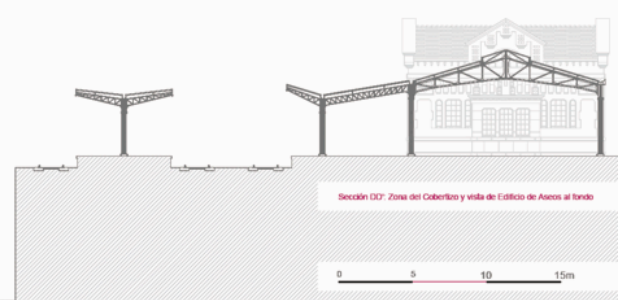 Sección DD": Zona del Cobertizo y vista de Edificio de Aseos al fondo
0 5 10 15m